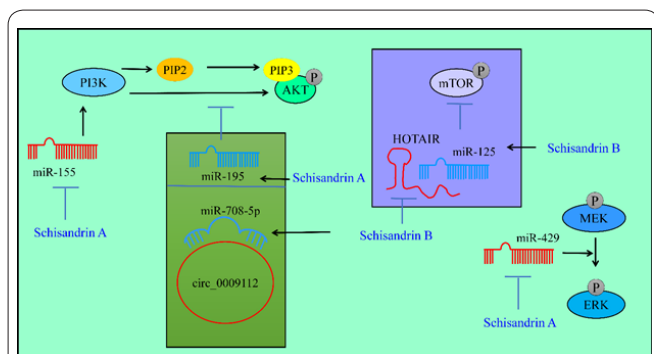 PI3K
PIP2
PIP3
P
AKT
miR-155
Schisandrin A
miR-195
Schisandrin A
miR-708-5p
circ_0009112
P
mTOR
HOTAIR
miR-125
Schisandrin B
Schisandrin B
P
MEK
miR-429
P
ERK
Schisandrin A